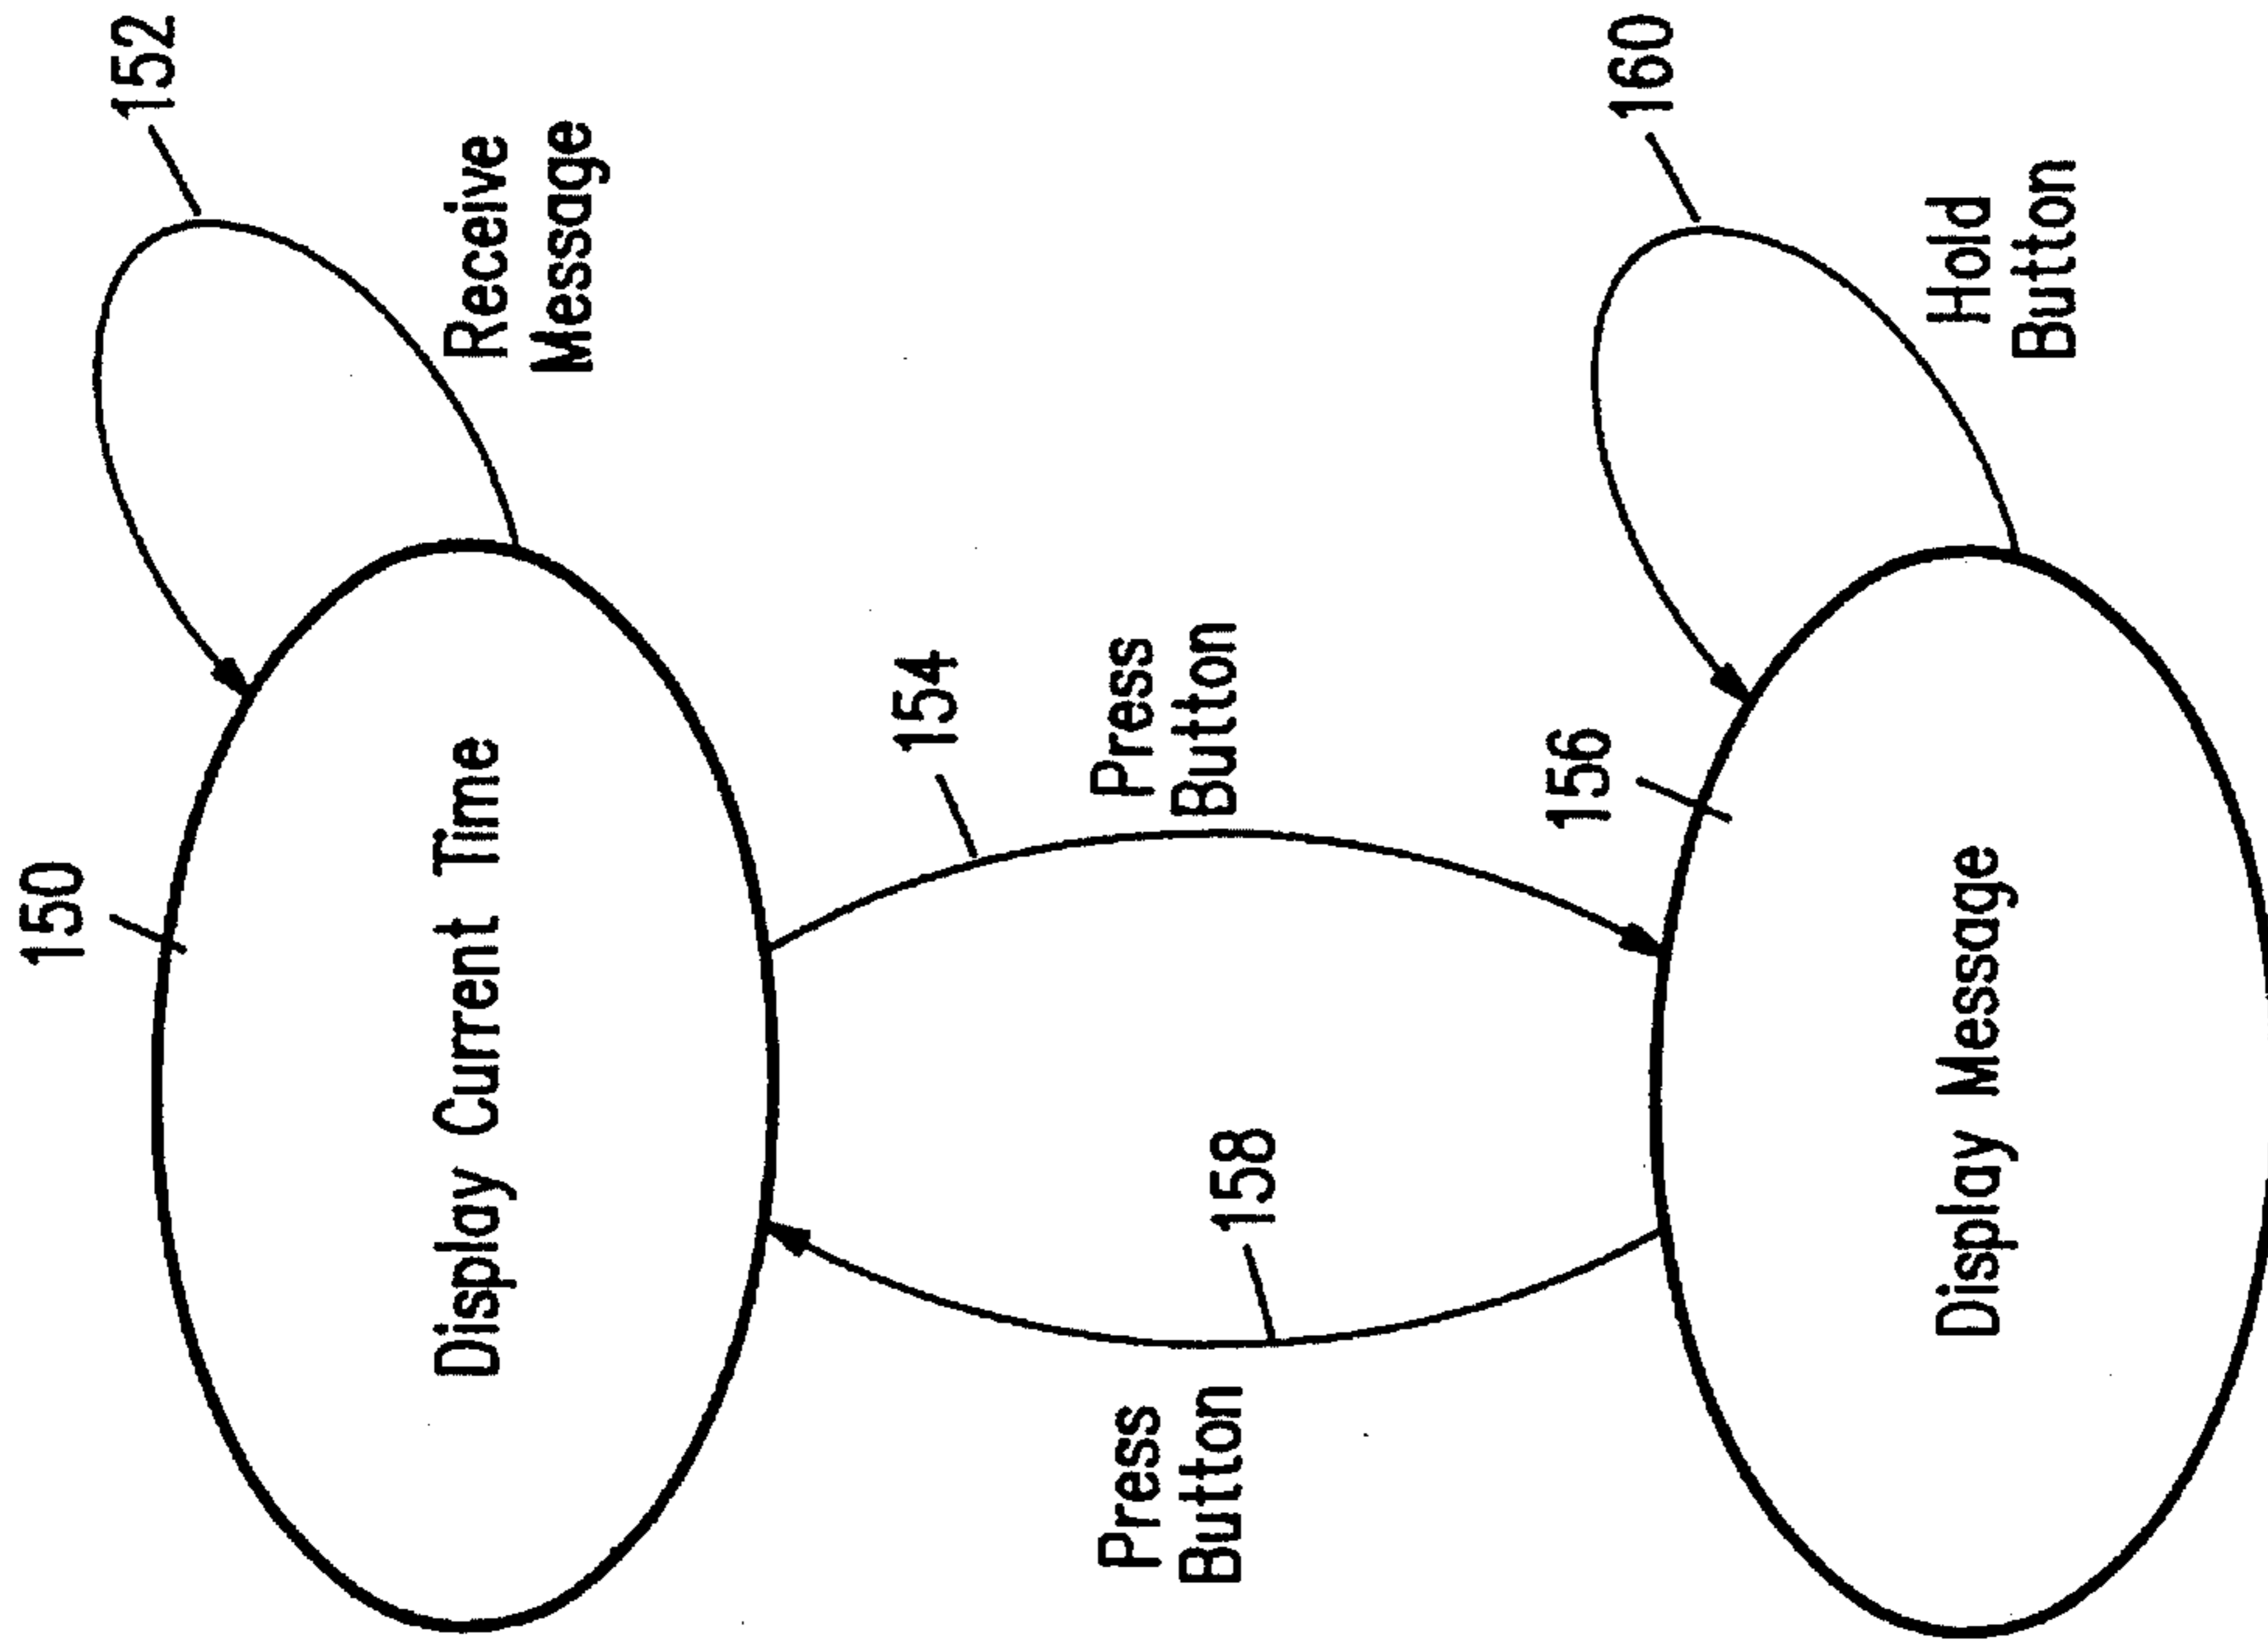 150
Display Current Time
152
Receive
Message
154
Press
Button
158
Press
Button
156
Display Message
160
Hold
Button